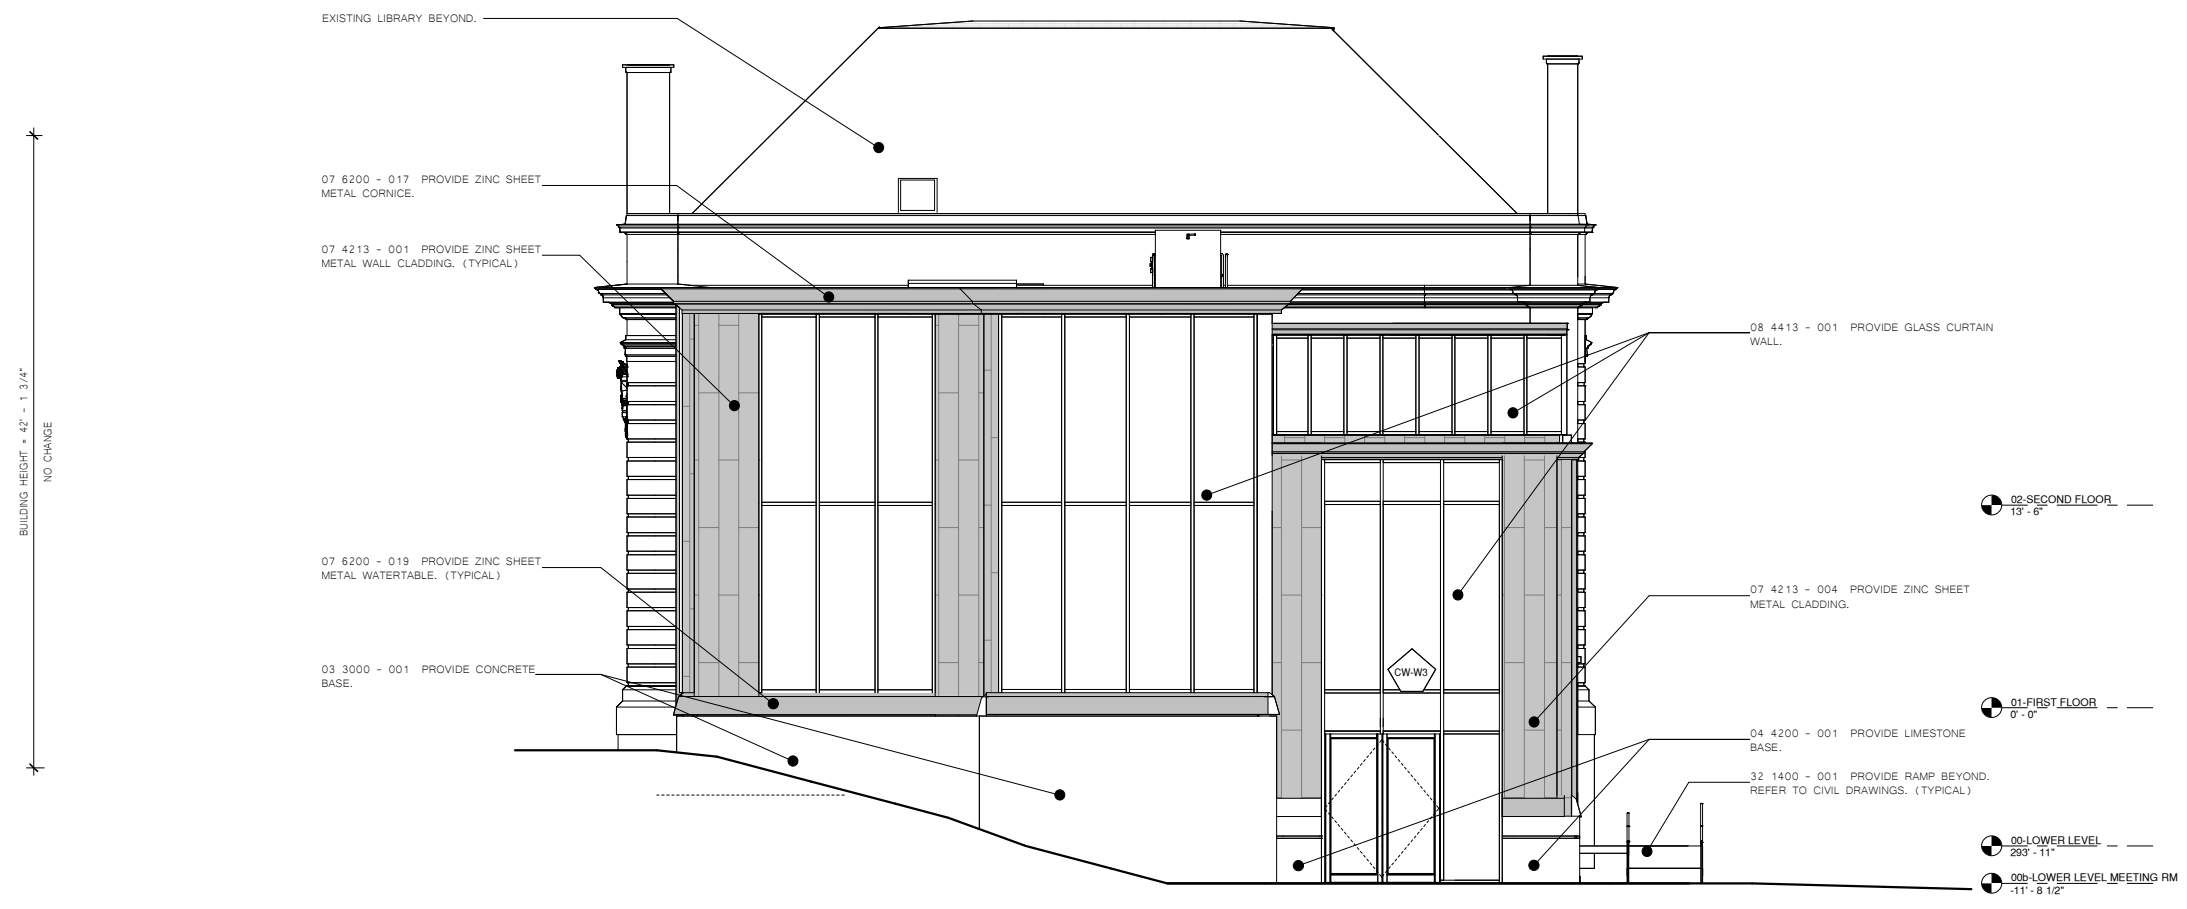 EXISTING LIBRARY BEYOND.
07 6200 - 017 PROVIDE ZINC SHEET
METAL CORNICE.
07 4213 - 001 PROVIDE ZINC SHEET
METAL WALL CLADDING. (TYPICAL)
BUILDING HEIGHT = 42' - 1 3/4"
NO CHANGE
07 6200 - 019 PROVIDE ZINC SHEET
METAL WATERTABLE. (TYPICAL)
03 3000 - 001 PROVIDE CONCRETE
BASE.
CW-W3
08 4413 - 001 PROVIDE GLASS CURTAIN
WALL.
07 4213 - 004 PROVIDE ZINC SHEET
METAL CLADDING.
04 4200 - 001 PROVIDE LIMESTONE
BASE.
32 1400 - 001 PROVIDE RAMP BEYOND.
REFER TO CIVIL DRAWINGS. (TYPICAL)
02-SECOND FLOOR
13' - 6"
01-FIRST FLOOR
0' - 0"
00-LOWER LEVEL
293' - 11"
00b-LOWER LEVEL MEETING RM
-11' - 8 1/2"